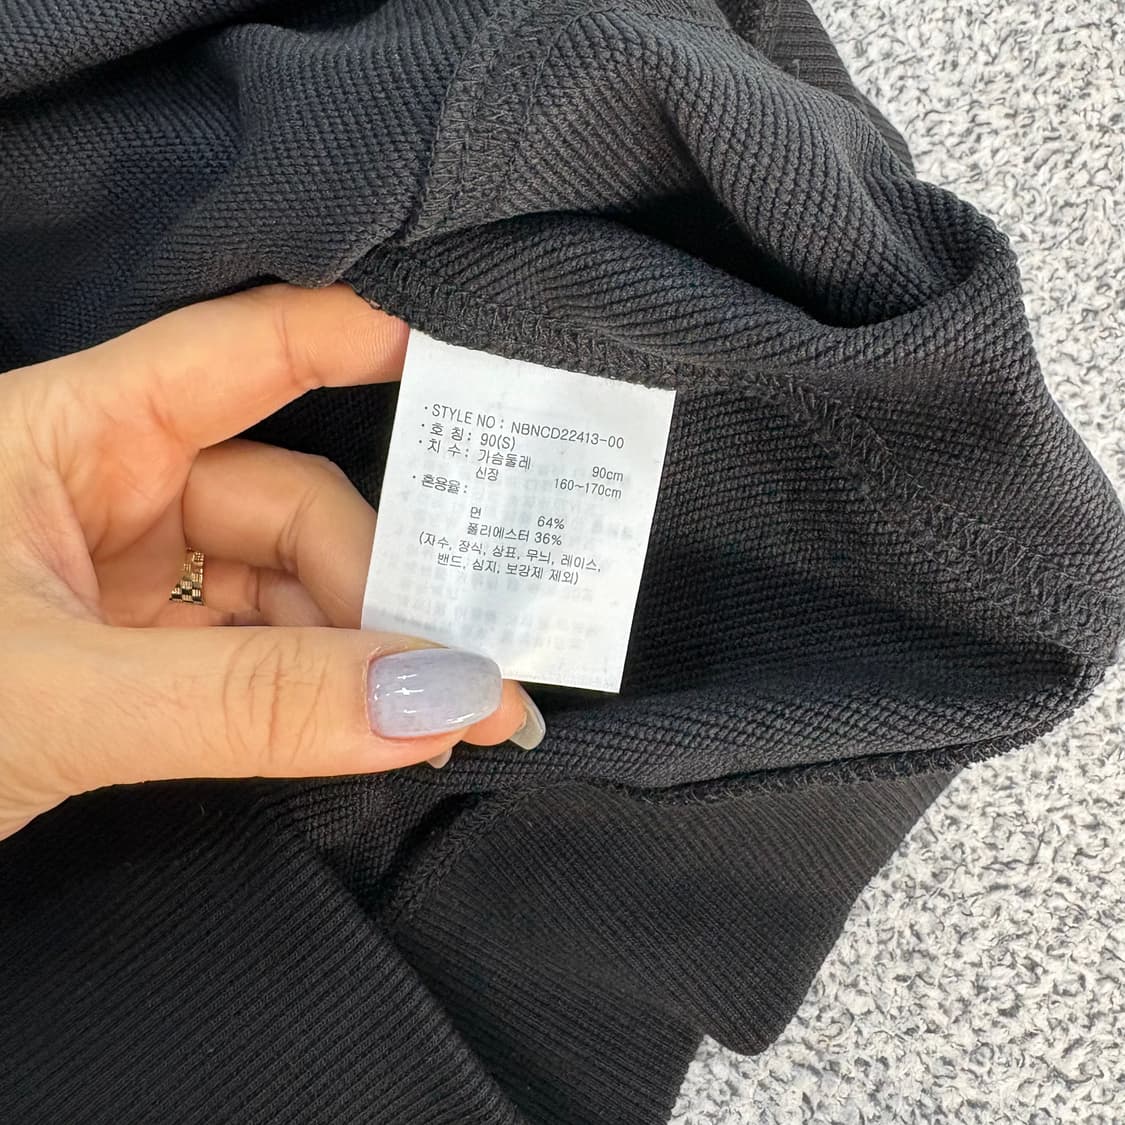 · STYLE NO : NBNCD22413-00
· 호 칭 : 90(S)
· 치 수 : 가슴둘레 90cm
신장 160~170cm
· 혼용율 :
면 64%
폴리에스터 36%
(자수, 장식, 상표, 무늬, 레이스,
밴드, 심지, 보강제 제외)